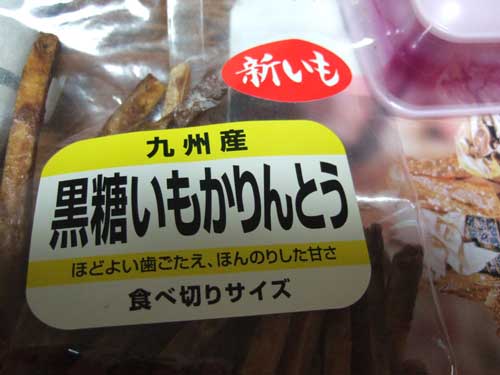 新いも
九州産
黒糖いもかりんとう
ほどよい歯ごたえ、ほんのりした甘さ
食べ切りサイズ